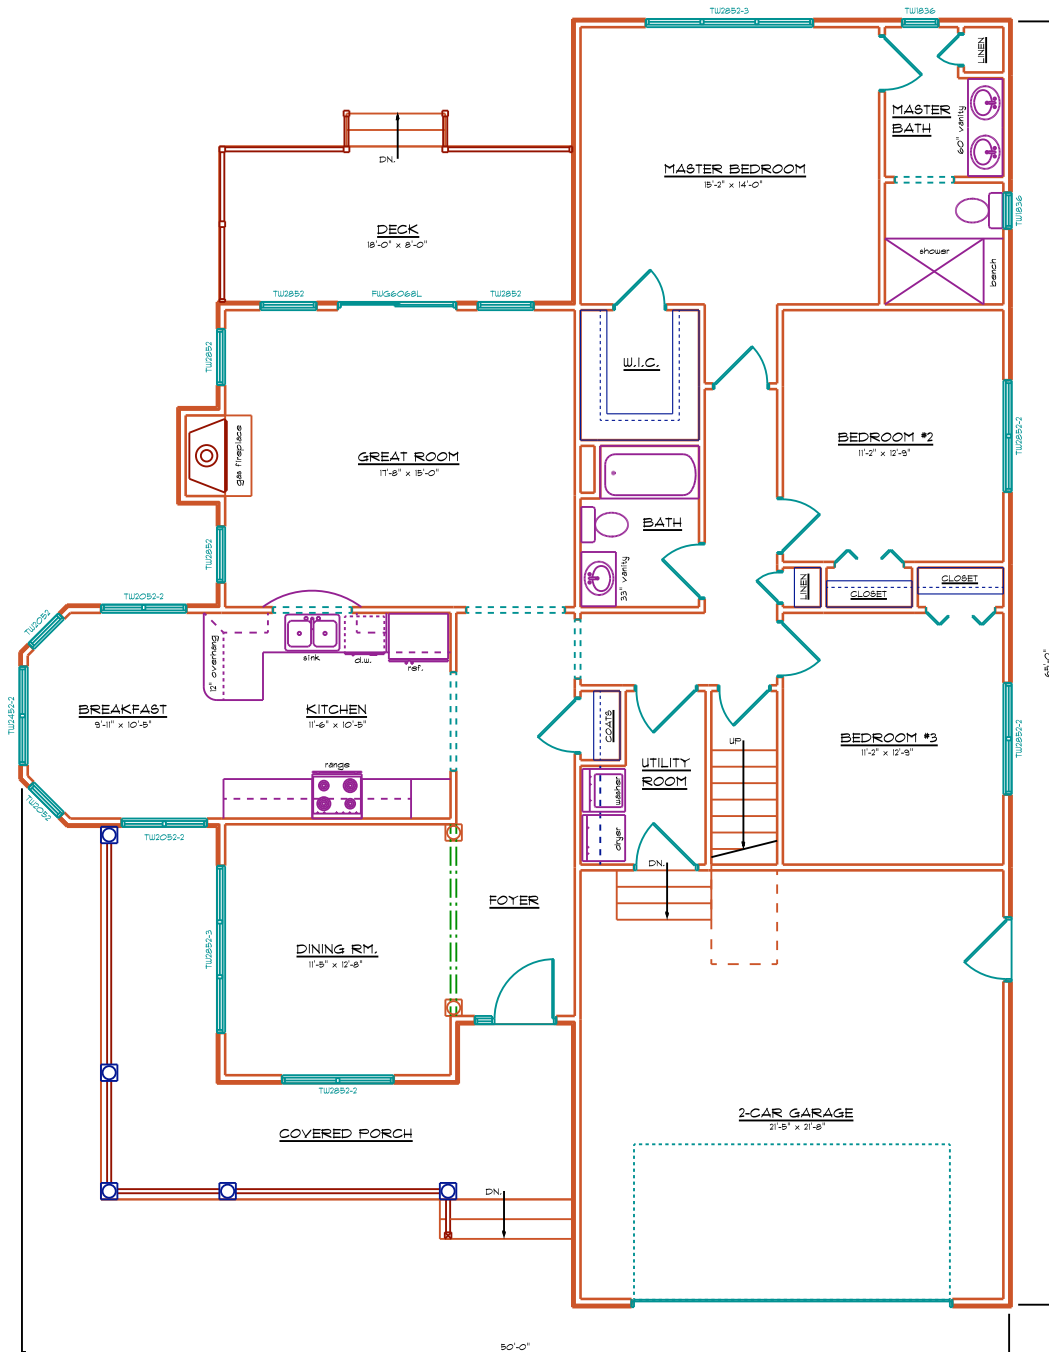 TW2852-3
TW1836
LINEN
MASTER
BATH
60" vanity
MASTER BEDROOM
15'-2" x 14'-0"
DN.
TW1836
DECK
18'-0" x 8'-0"
shower
bench
TW2852
FWG6068L
TW2852
TW2852
W.I.C.
BEDROOM #2
11'-2" x 12'-9"
TW2852-2
GREAT ROOM
17'-8" x 15'-0"
gas fireplace
BATH
TW2852
33" vanity
LINEN
CLOSET
CLOSET
TW2052-2
TW2052
12" overhang
sink
d.w.
ref.
65'-0"
BREAKFAST
9'-11" x 10'-5"
KITCHEN
11'-6" x 10'-5"
TW2452-2
COATS
UP
BEDROOM #3
11'-2" x 12'-9"
TW2852-2
UTILITY
ROOM
range
washer
TW2052
TW2052-2
dryer
DN.
FOYER
DINING RM.
11'-5" x 12'-8"
TW2852-3
TW2852-2
2-CAR GARAGE
21'-5" x 21'-8"
COVERED PORCH
DN.
50'-0"